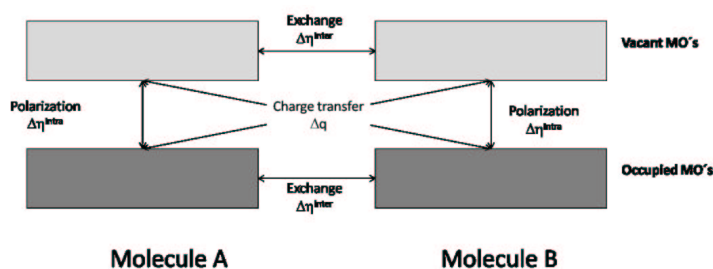 Exchange
Δη^inter
Vacant MO´s
Polarization
Δη^intra
Charge transfer
Δq
Polarization
Δη^intra
Exchange
Δη^inter
Occupied MO´s
Molecule A
Molecule B